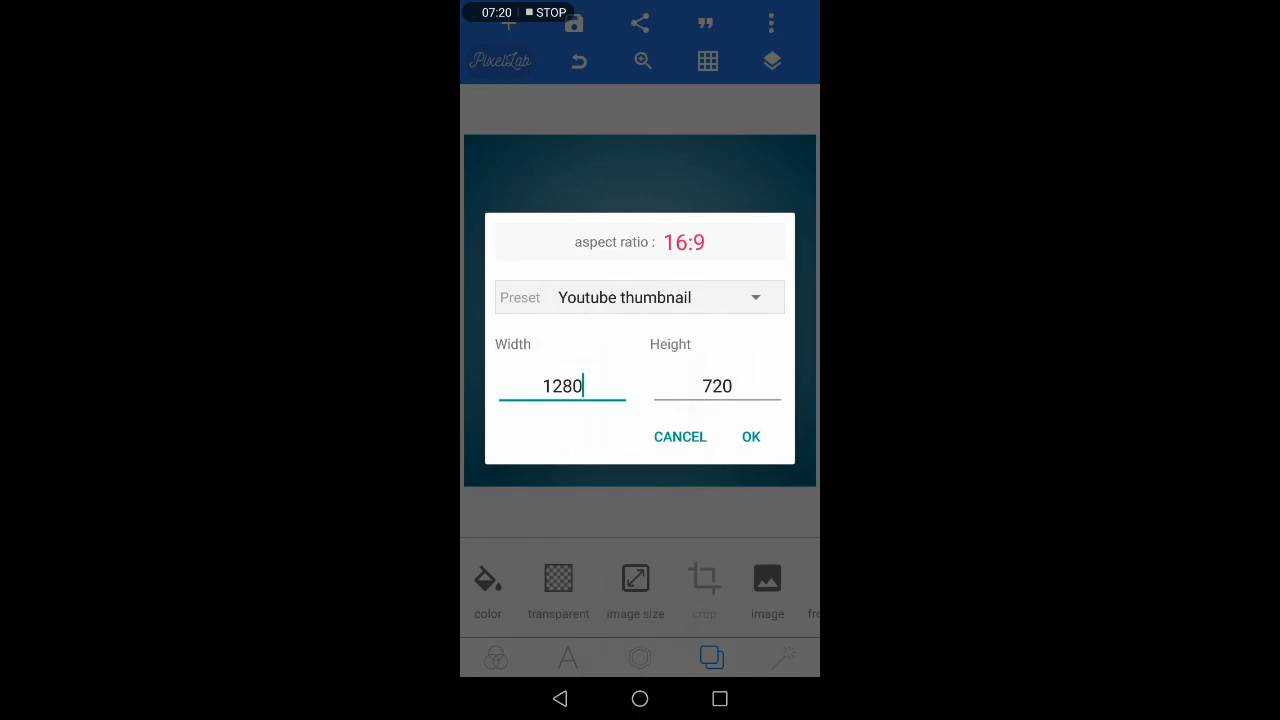 07:20 STOP
PixelLab
aspect ratio : 16:9
Preset Youtube thumbnail
Width Height
1280 720
CANCEL OK
color transparent image size crop image